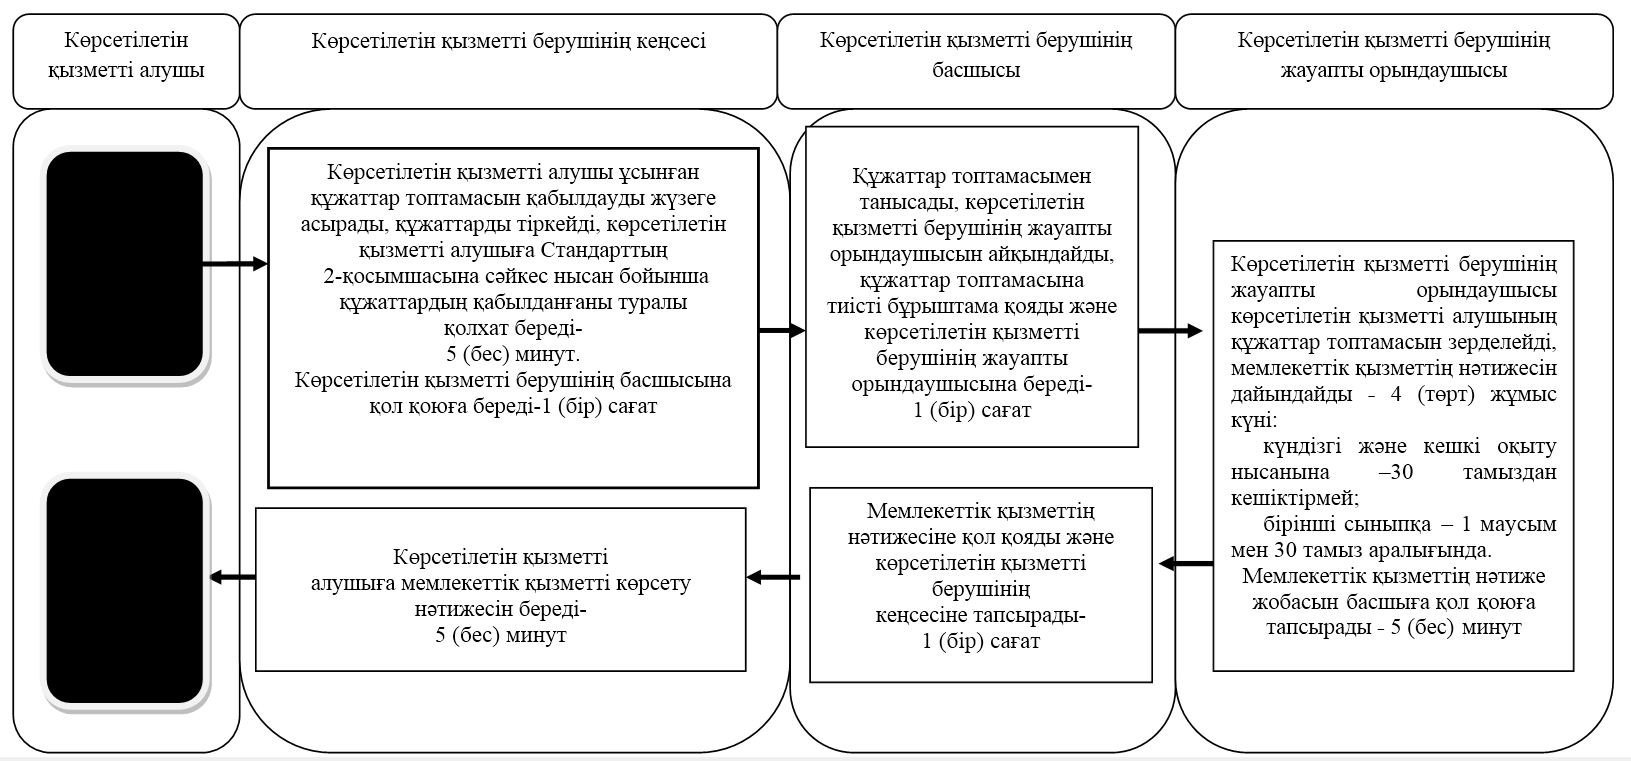 Көрсетілетін
қызметті алушы
Көрсетілетін қызметті берушінің кеңсесі
Көрсетілетін қызметті берушінің
басшысы
Көрсетілетін қызметті берушінің
жауапты орындаушысы
Көрсетілетін қызметті алушы ұсынған
құжаттар топтамасын қабылдауды жүзеге
асырады, құжаттарды тіркейді, көрсетілетін
қызметті алушыға Стандарттың
2-қосымшасына сәйкес нысан бойынша
құжаттардың қабылданғаны туралы
қолхат береді-
5 (бес) минут.
Көрсетілетін қызметті берушінің басшысына
қол қоюға береді-1 (бір) сағат
Құжаттар топтамасымен
танысады, көрсетілетін
қызметті берушінің жауапты
орындаушысын айқындайды,
құжаттар топтамасына
тиісті бұрыштама қояды және
көрсетілетін қызметті
берушінің жауапты
орындаушысына береді-
1 (бір) сағат
Көрсетілетін қызметті берушінің
жауапты орындаушысы
көрсетілетін қызметті алушының
құжаттар топтамасын зерделейді,
мемлекеттік қызметтің нәтижесін
дайындайды - 4 (төрт) жұмыс
күні:
күндізгі және кешкі оқыту
нысанына –30 тамыздан
кешіктірмей;
бірінші сыныпқа – 1 маусым
мен 30 тамыз аралығында.
Мемлекеттік қызметтің нәтиже
жобасын басшыға қол қоюға
тапсырады - 5 (бес) минут
Мемлекеттік қызметтің
нәтижесіне қол қояды және
көрсетілетін қызметті
берушінің
кеңсесіне тапсырады-
1 (бір) сағат
Көрсетілетін қызметті
алушыға мемлекеттік қызметті көрсету
нәтижесін береді-
5 (бес) минут